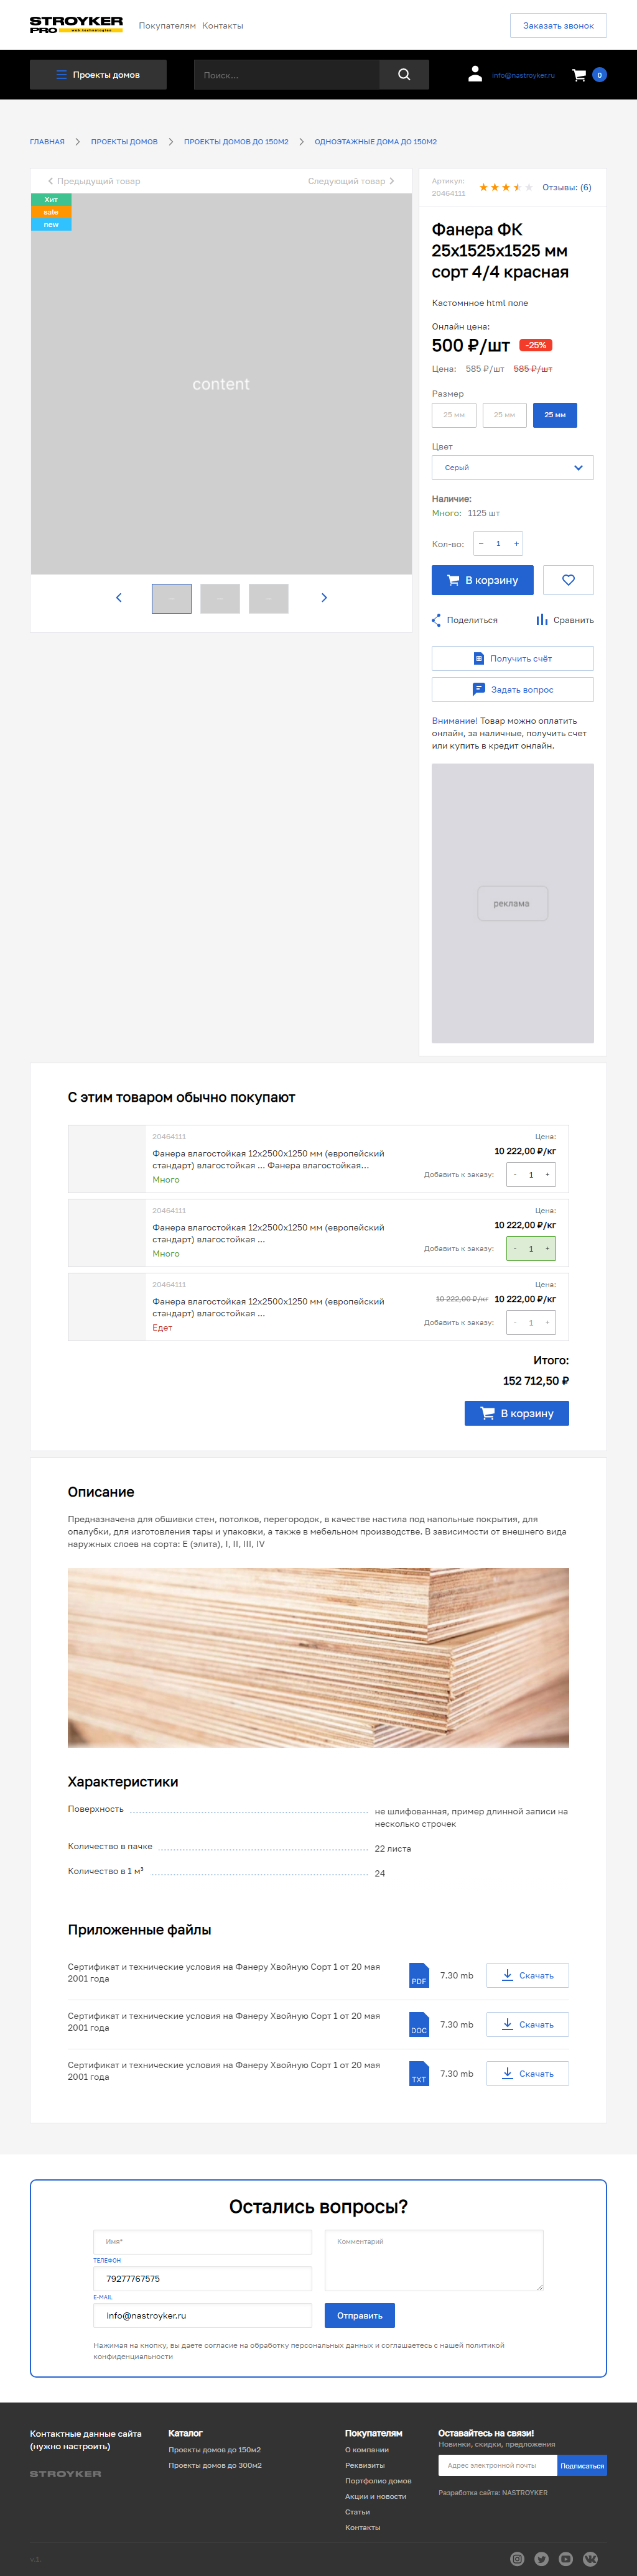 STROYKER
PRO web technologies
Покупателям Контакты
Заказать звонок
Проекты домов
Поиск...
info@nastroyker.ru
0
ГЛАВНАЯ
ПРОЕКТЫ ДОМОВ
ПРОЕКТЫ ДОМОВ ДО 150М2
ОДНОЭТАЖНЫЕ ДОМА ДО 150М2
Предыдущий товар
Следующий товар
Хит
sale
new
content
Артикул:
20464111
Отзывы: (6)
Фанера ФК
25х1525х1525 мм
сорт 4/4 красная
Кастомное html поле
Онлайн цена:
500 ₽/шт -25%
Цена: 585 ₽/шт 585 ₽/шт
Размер
25 мм 25 мм 25 мм
Цвет
Серый
Наличие:
Много: 1125 шт
Кол-во: - 1 +
В корзину
Поделиться
Сравнить
Получить счёт
Задать вопрос
Внимание! Товар можно оплатить
онлайн, за наличные, получить счет
или купить в кредит онлайн.
реклама
С этим товаром обычно покупают
20464111
Цена:
Фанера влагостойкая 12х2500х1250 мм (европейский
стандарт) влагостойкая ... Фанера влагостойкая...
Много
10 222,00 ₽/кг
Добавить к заказу: - 1 +
20464111
Цена:
Фанера влагостойкая 12х2500х1250 мм (европейский
стандарт) влагостойкая ...
Много
10 222,00 ₽/кг
Добавить к заказу: - 1 +
20464111
Цена:
Фанера влагостойкая 12х2500х1250 мм (европейский
стандарт) влагостойкая ...
Едет
10 222,00 ₽/кг 10 222,00 ₽/кг
Добавить к заказу: - 1 +
Итого:
152 712,50 ₽
В корзину
Описание
Предназначена для обшивки стен, потолков, перегородок, в качестве настила под напольные покрытия, для
опалубки, для изготовления тары и упаковки, а также в мебельном производстве. В зависимости от внешнего вида
наружных слоев на сорта: Е (элита), I, II, III, IV
Характеристики
Поверхность
не шлифованная, пример длинной записи на
несколько строчек
Количество в пачке
22 листа
Количество в 1 м³
24
Приложенные файлы
Сертификат и технические условия на Фанеру Хвойную Сорт 1 от 20 мая
2001 года
PDF
7.30 mb
Скачать
Сертификат и технические условия на Фанеру Хвойную Сорт 1 от 20 мая
2001 года
DOC
7.30 mb
Скачать
Сертификат и технические условия на Фанеру Хвойную Сорт 1 от 20 мая
2001 года
TXT
7.30 mb
Скачать
Остались вопросы?
Имя*
ТЕЛЕФОН
79277767575
E-MAIL
info@nastroyker.ru
Комментарий
Отправить
Нажимая на кнопку, вы даете согласие на обработку персональных данных и соглашаетесь с нашей политикой
конфиденциальности
Контактные данные сайта
(нужно настроить)
STROYKER
Каталог
Проекты домов до 150м2
Проекты домов до 300м2
Покупателям
О компании
Реквизиты
Портфолио домов
Акции и новости
Статьи
Контакты
Оставайтесь на связи!
Новинки, скидки, предложения
Адрес электронной почты
Подписаться
Разработка сайта: NASTROYKER